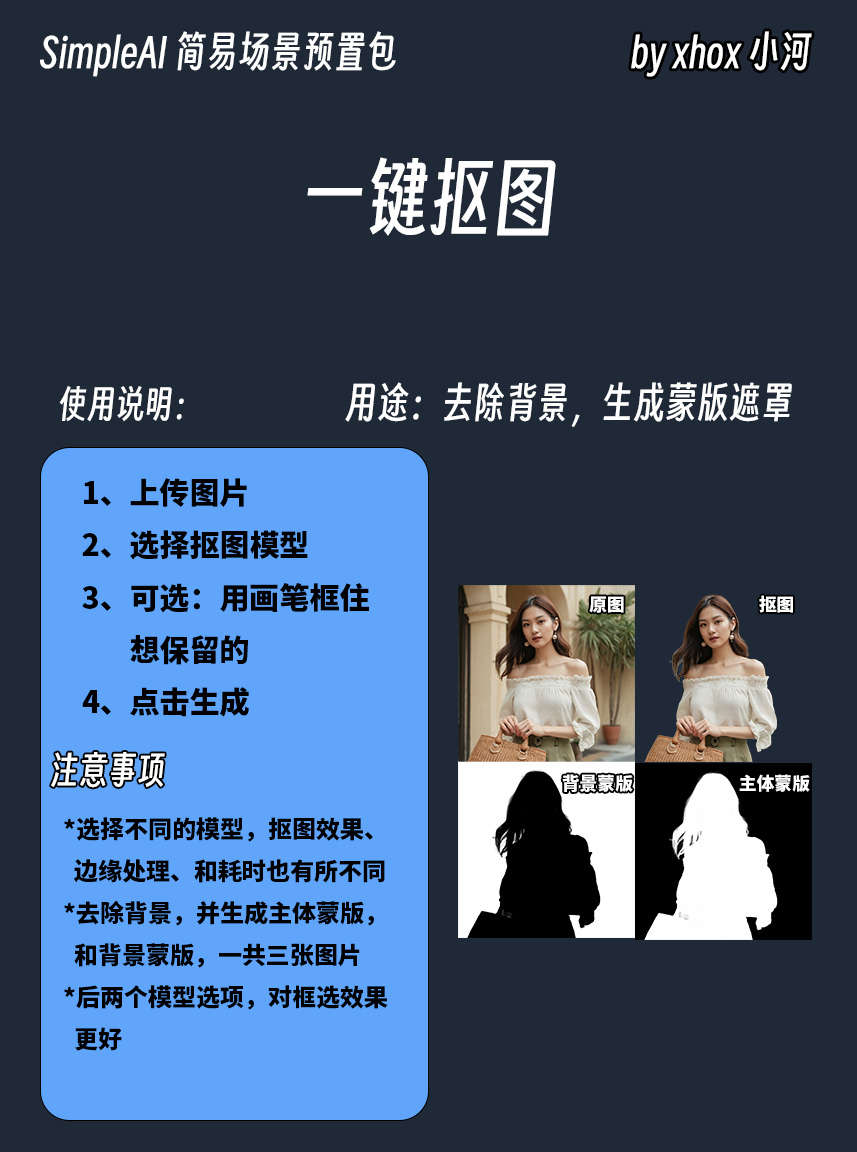 SimpleAI 简易场景预置包
by xhox 小河
一键抠图
使用说明：
用途：去除背景，生成蒙版遮罩
1、上传图片
2、选择抠图模型
3、可选：用画笔框住
想保留的
4、点击生成
注意事项
*选择不同的模型，抠图效果、
边缘处理、和耗时也有所不同
*去除背景，并生成主体蒙版，
和背景蒙版，一共三张图片
*后两个模型选项，对框选效果
更好
原图
抠图
背景蒙版
主体蒙版